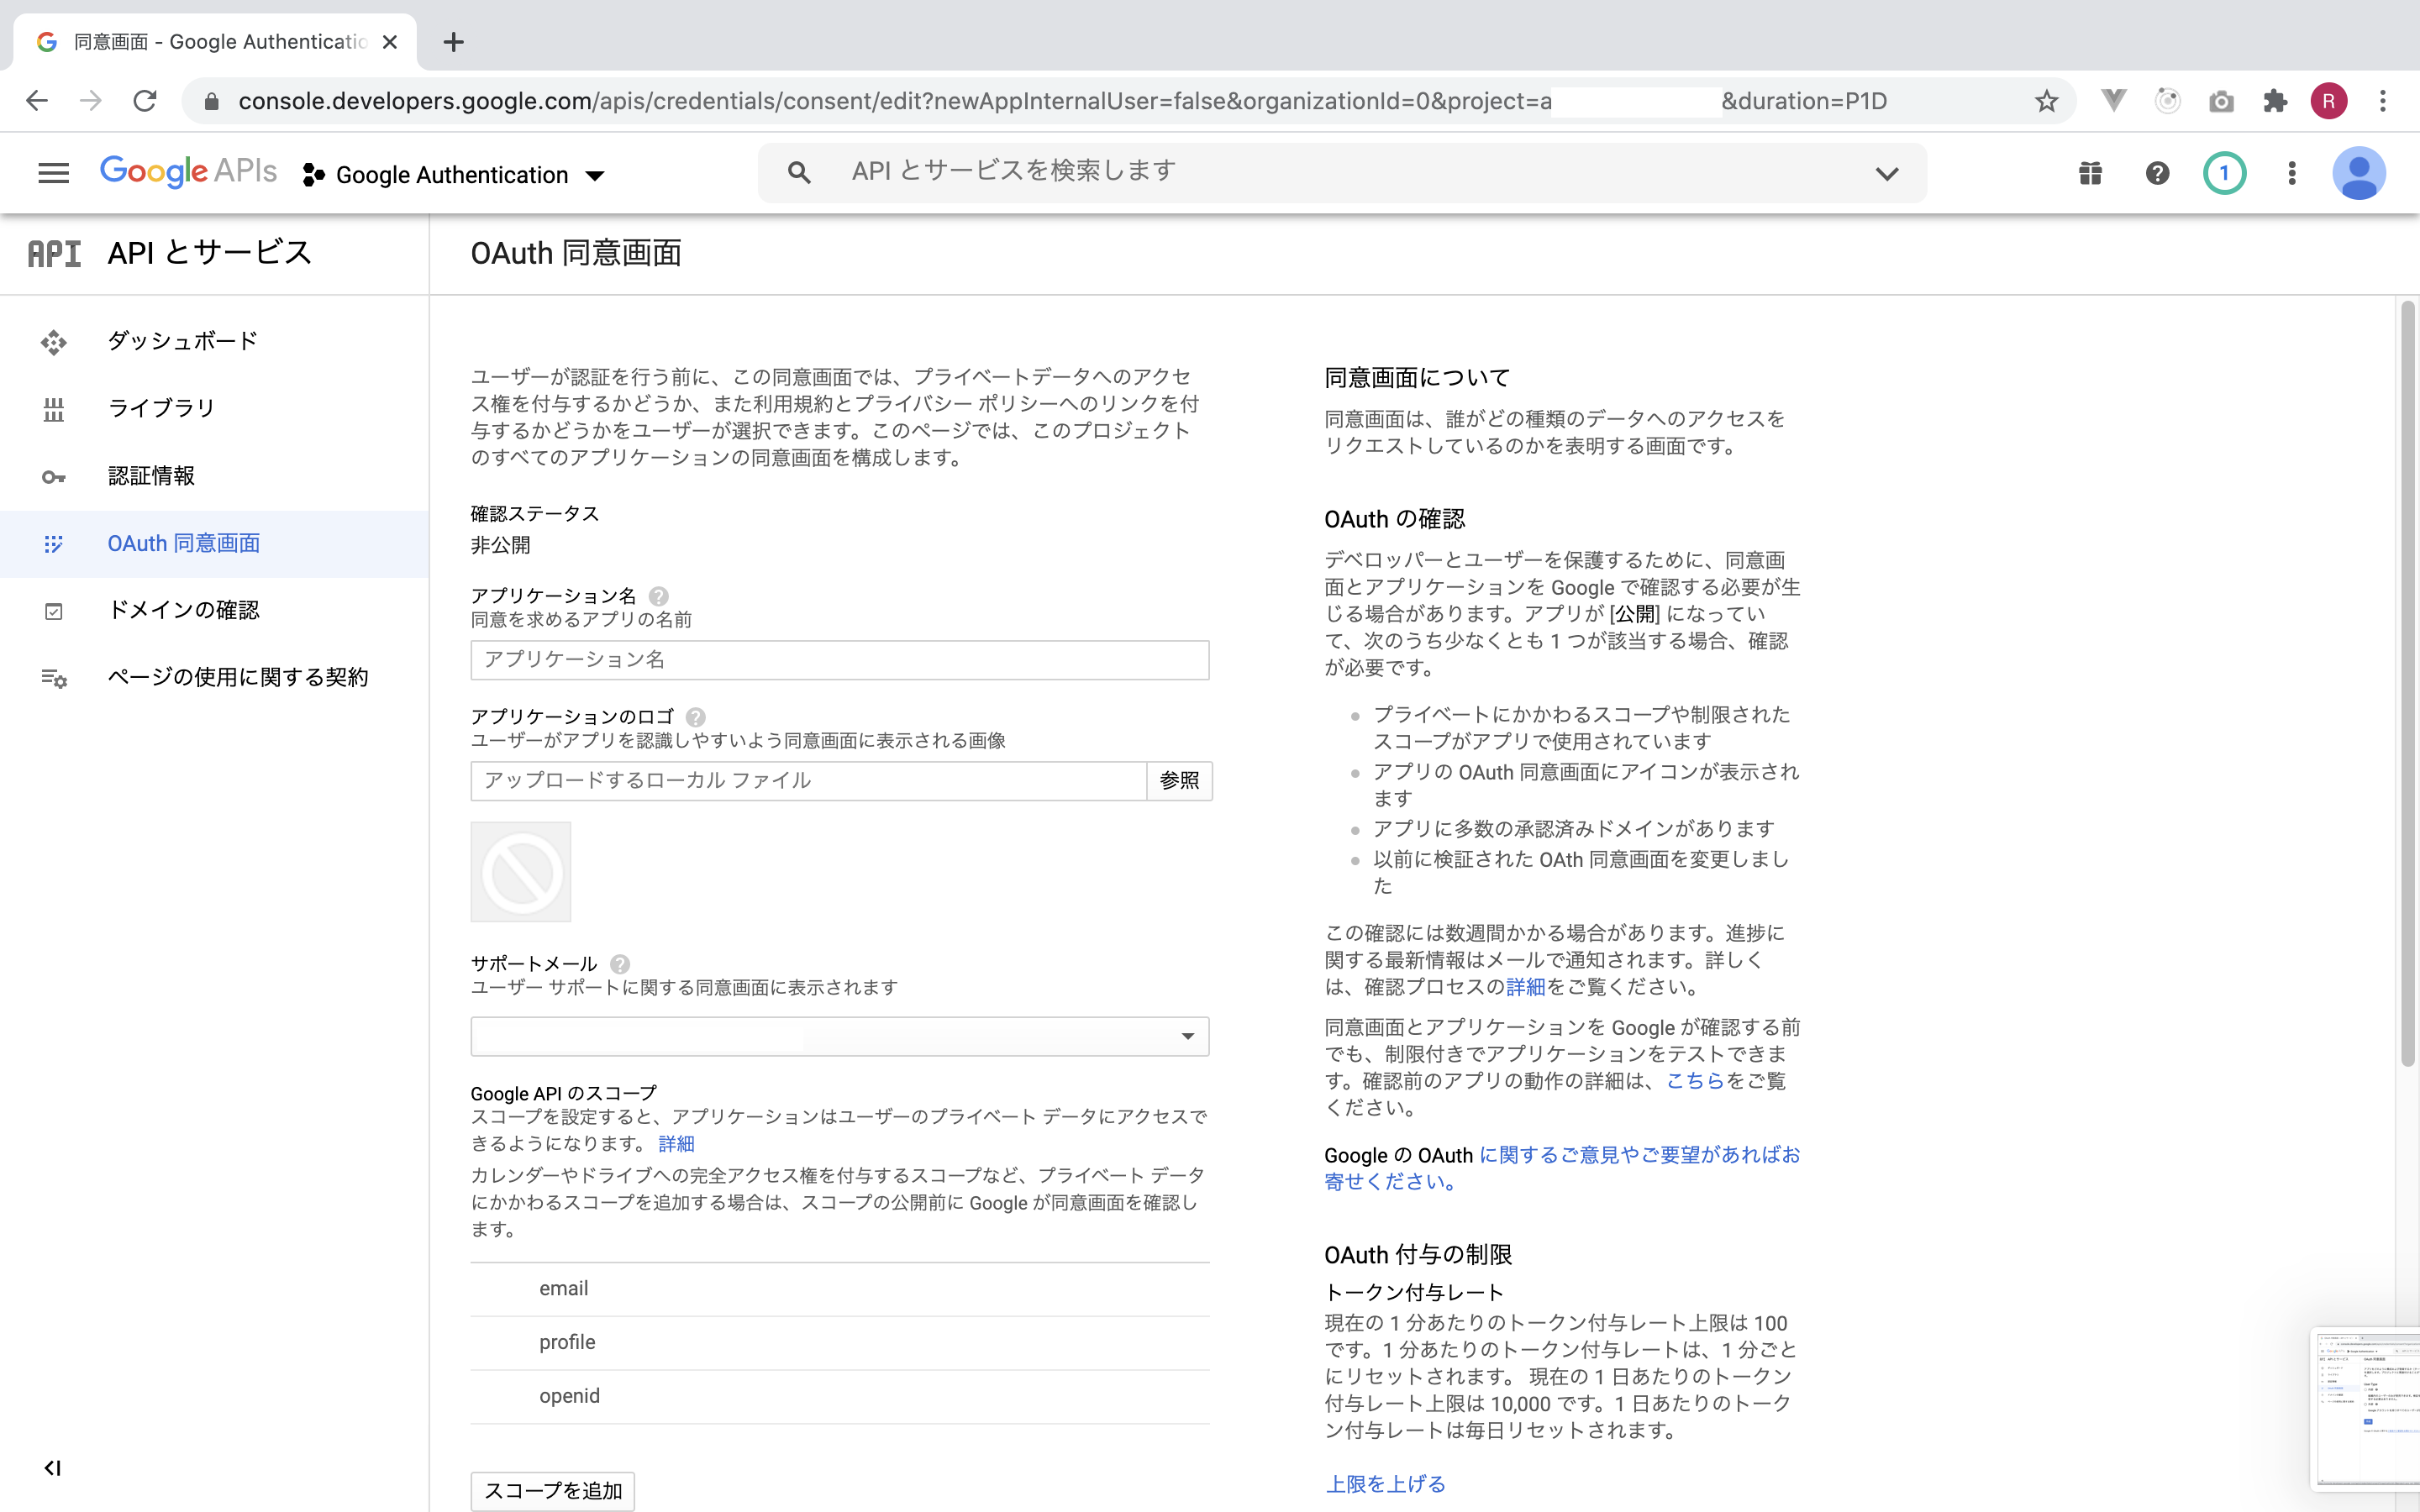 同意画面 - Google Authenticatio
console.developers.google.com/apis/credentials/consent/edit?newAppInternalUser=false&organizationId=0&project=a &duration=P1D
R
Google APIs
Google Authentication
API とサービスを検索します
1
API API とサービス
OAuth 同意画面
ダッシュボード
ライブラリ
認証情報
OAuth 同意画面
ドメインの確認
ページの使用に関する契約
ユーザーが認証を行う前に、この同意画面では、プライベートデータへのアクセ
ス権を付与するかどうか、また利用規約とプライバシー ポリシーへのリンクを付
与するかどうかをユーザーが選択できます。このページでは、このプロジェクト
のすべてのアプリケーションの同意画面を構成します。
確認ステータス
非公開
アプリケーション名
同意を求めるアプリの名前
アプリケーション名
アプリケーションのロゴ
ユーザーがアプリを認識しやすいよう同意画面に表示される画像
アップロードするローカル ファイル
参照
サポートメール
ユーザー サポートに関する同意画面に表示されます
Google API のスコープ
スコープを設定すると、アプリケーションはユーザーのプライベート データにアクセスで
きるようになります。 詳細
カレンダーやドライブへの完全アクセス権を付与するスコープなど、プライベート データ
にかかわるスコープを追加する場合は、スコープの公開前に Google が同意画面を確認し
ます。
email
profile
openid
スコープを追加
同意画面について
同意画面は、誰がどの種類のデータへのアクセスを
リクエストしているのかを表明する画面です。
OAuth の確認
デベロッパーとユーザーを保護するために、同意画
面とアプリケーションを Google で確認する必要が生
じる場合があります。アプリが [公開] になってい
て、次のうち少なくとも 1 つが該当する場合、確認
が必要です。
プライベートにかかわるスコープや制限された
スコープがアプリで使用されています
アプリの OAuth 同意画面にアイコンが表示され
ます
アプリに多数の承認済みドメインがあります
以前に検証された OAth 同意画面を変更しまし
た
この確認には数週間かかる場合があります。進捗に
関する最新情報はメールで通知されます。詳しく
は、確認プロセスの詳細をご覧ください。
同意画面とアプリケーションを Google が確認する前
でも、制限付きでアプリケーションをテストできま
す。確認前のアプリの動作の詳細は、こちらをご覧
ください。
Google の OAuth に関するご意見やご要望があればお
寄せください。
OAuth 付与の制限
トークン付与レート
現在の 1 分あたりのトークン付与レート上限は 100
です。1 分あたりのトークン付与レートは、1 分ごと
にリセットされます。 現在の 1 日あたりのトークン
付与レート上限は 10,000 です。1 日あたりのトーク
ン付与レートは毎日リセットされます。
上限を上げる